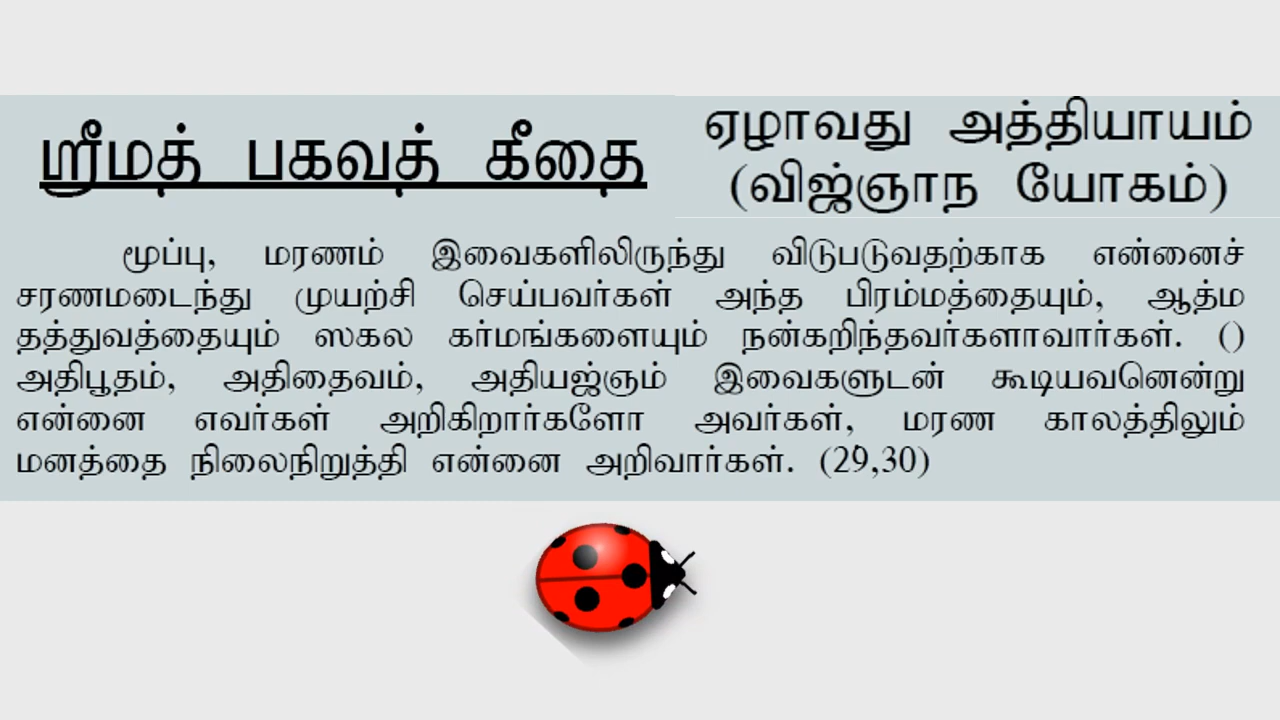 ஸ்ரீமத் பகவத் கீதை
ஏழாவது அத்தியாயம்
(விஜ்ஞாந யோகம்)
மூப்பு, மரணம் இவைகளிலிருந்து விடுபடுவதற்காக என்னைச்
சரணமடைந்து முயற்சி செய்பவர்கள் அந்த பிரம்மத்தையும், ஆத்ம
தத்துவத்தையும் ஸகல கர்மங்களையும் நன்கறிந்தவர்களாவார்கள். ()
அதிபூதம், அதிதைவம், அதியஜ்ஞம் இவைகளுடன் கூடியவனென்று
என்னை எவர்கள் அறிகிறார்களோ அவர்கள், மரண காலத்திலும்
மனத்தை நிலைநிறுத்தி என்னை அறிவார்கள். (29,30)